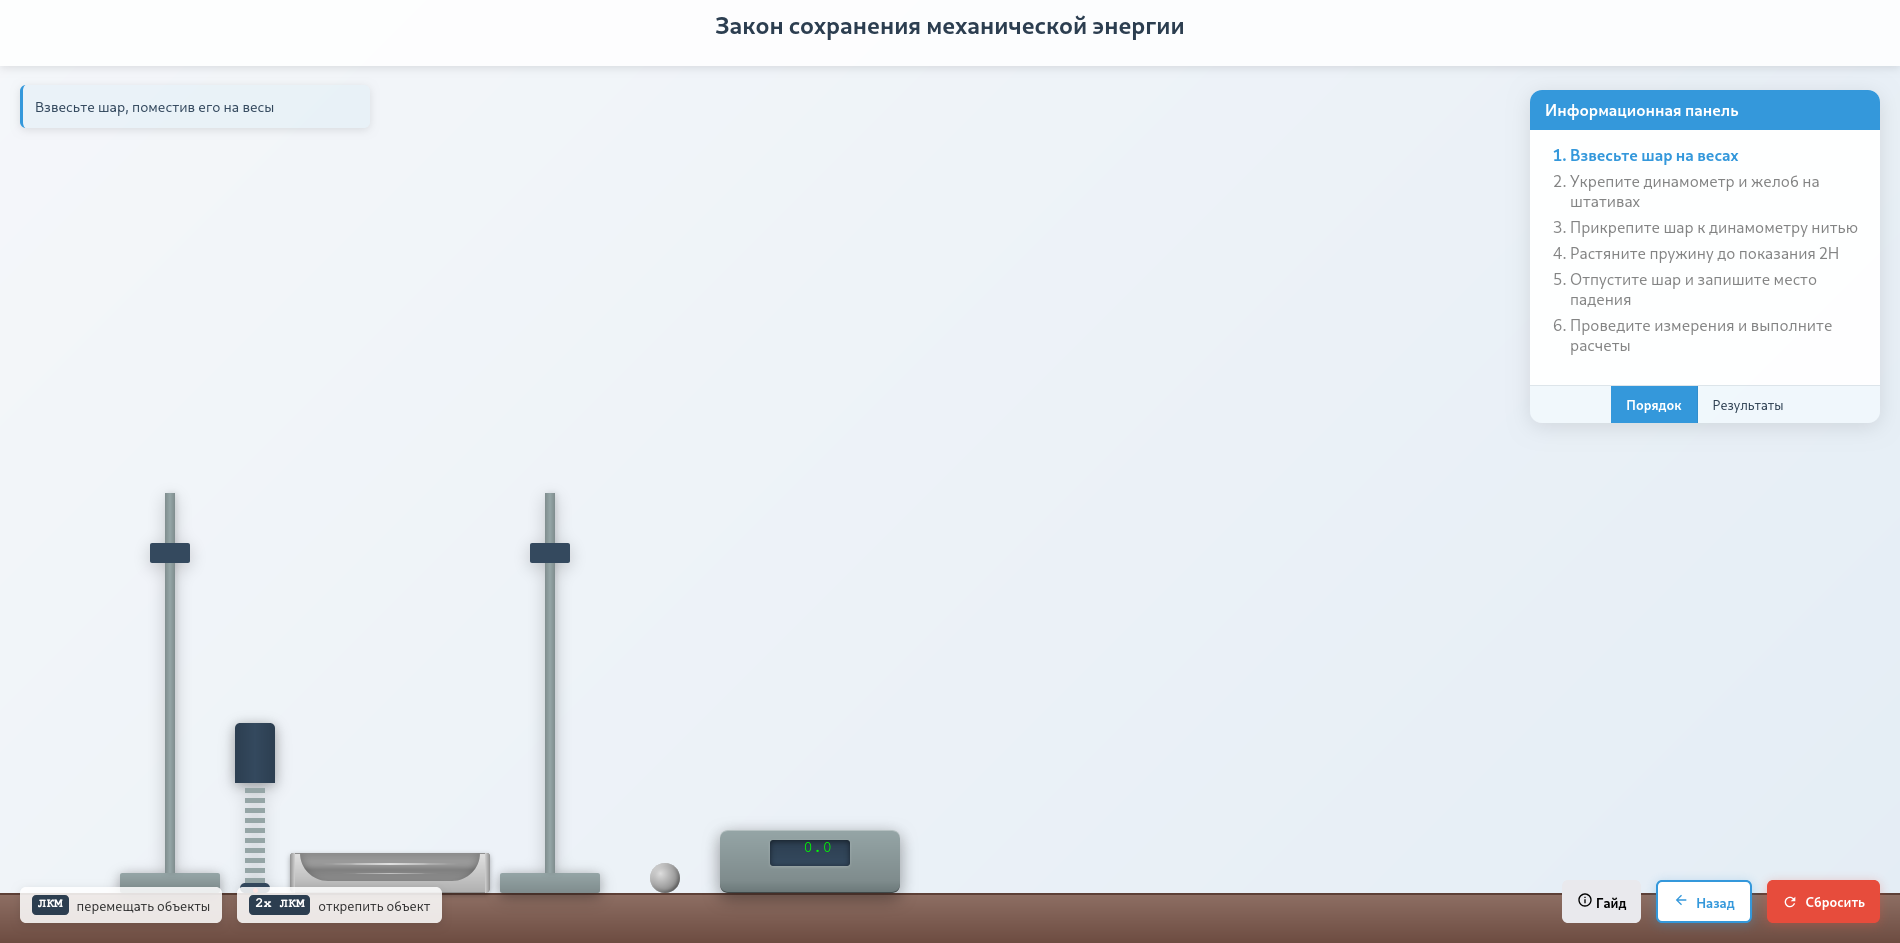 Закон сохранения механической энергии
Взвесьте шар, поместив его на весы
Информационная панель
1. Взвесьте шар на весах
2. Укрепите динамометр и желоб на
штативах
3. Прикрепите шар к динамометру нитью
4. Растяните пружину до показания 2Н
5. Отпустите шар и запишите место
падения
6. Проведите измерения и выполните
расчеты
Порядок
Результаты
0.0
ЛКМ перемещать объекты
2x ЛКМ открепить объект
Гайд
Назад
Сбросить